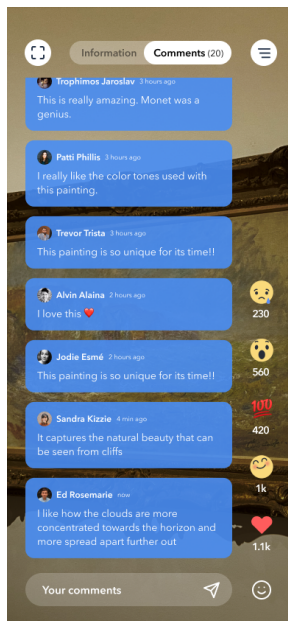 Information Comments (20)
Trophimos Jaroslav 3 hours ago
This is really amazing. Monet was a
genius.
Patti Phillis 3 hours ago
I really like the color tones used with
this painting.
Trevor Trista 3 hours ago
This painting is so unique for its time!!
Alvin Alaina 2 hours ago
I love this ❤️
230
Jodie Esmé 2 hours ago
This painting is so unique for its time!!
560
Sandra Kizzie 4 min ago
It captures the natural beauty that can
be seen from cliffs
💯
420
Ed Rosemarie now
I like how the clouds are more
concentrated towards the horizon and
more spread apart further out
1k
1.1k
Your comments